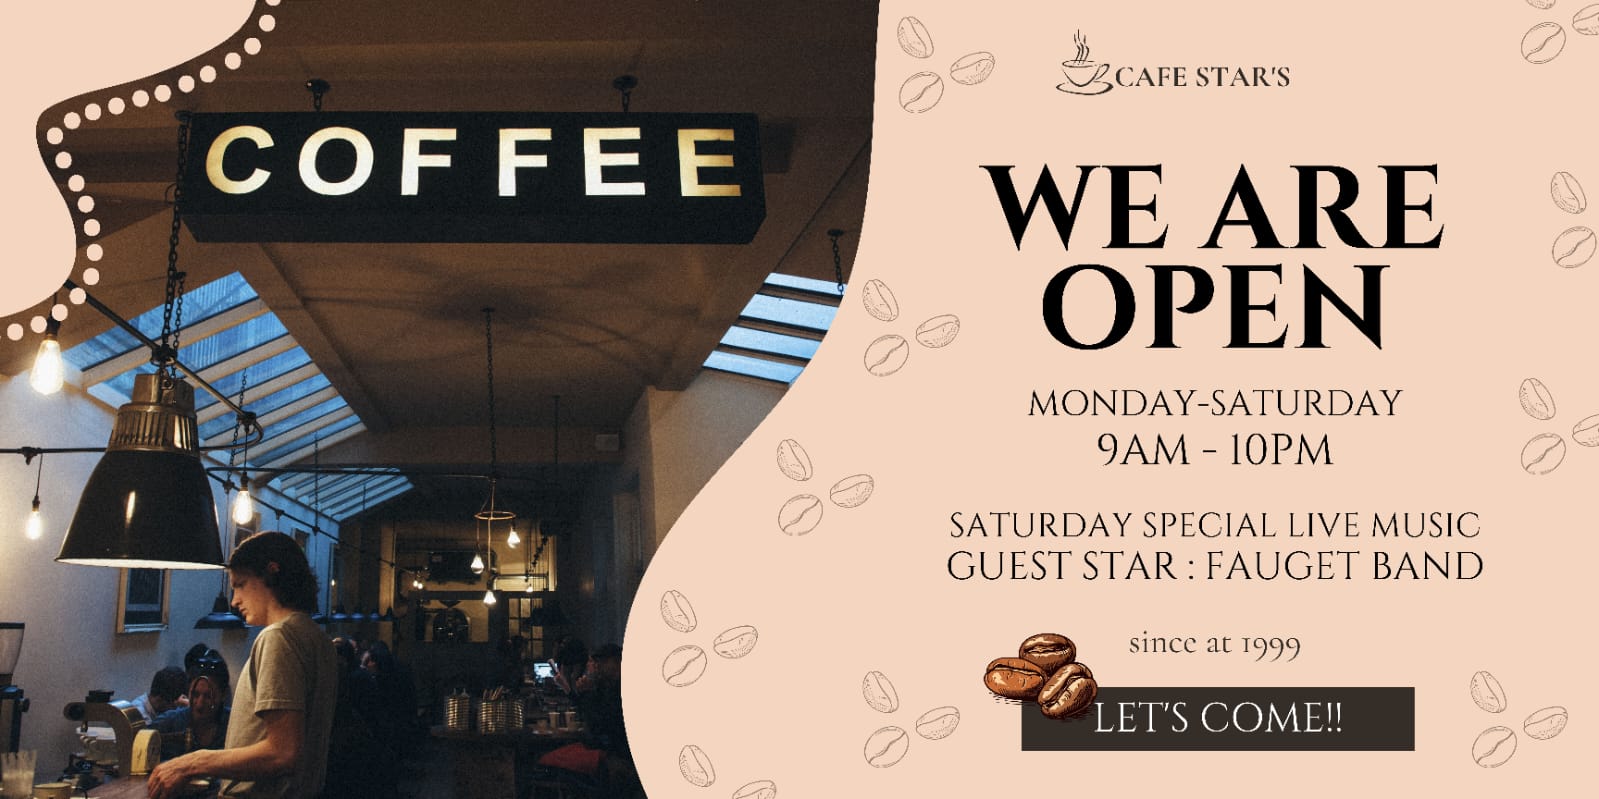 COFFEE
CAFE STAR'S
WE ARE
OPEN
MONDAY-SATURDAY
9AM - 10PM
SATURDAY SPECIAL LIVE MUSIC
GUEST STAR : FAUGET BAND
since at 1999
LET'S COME!!